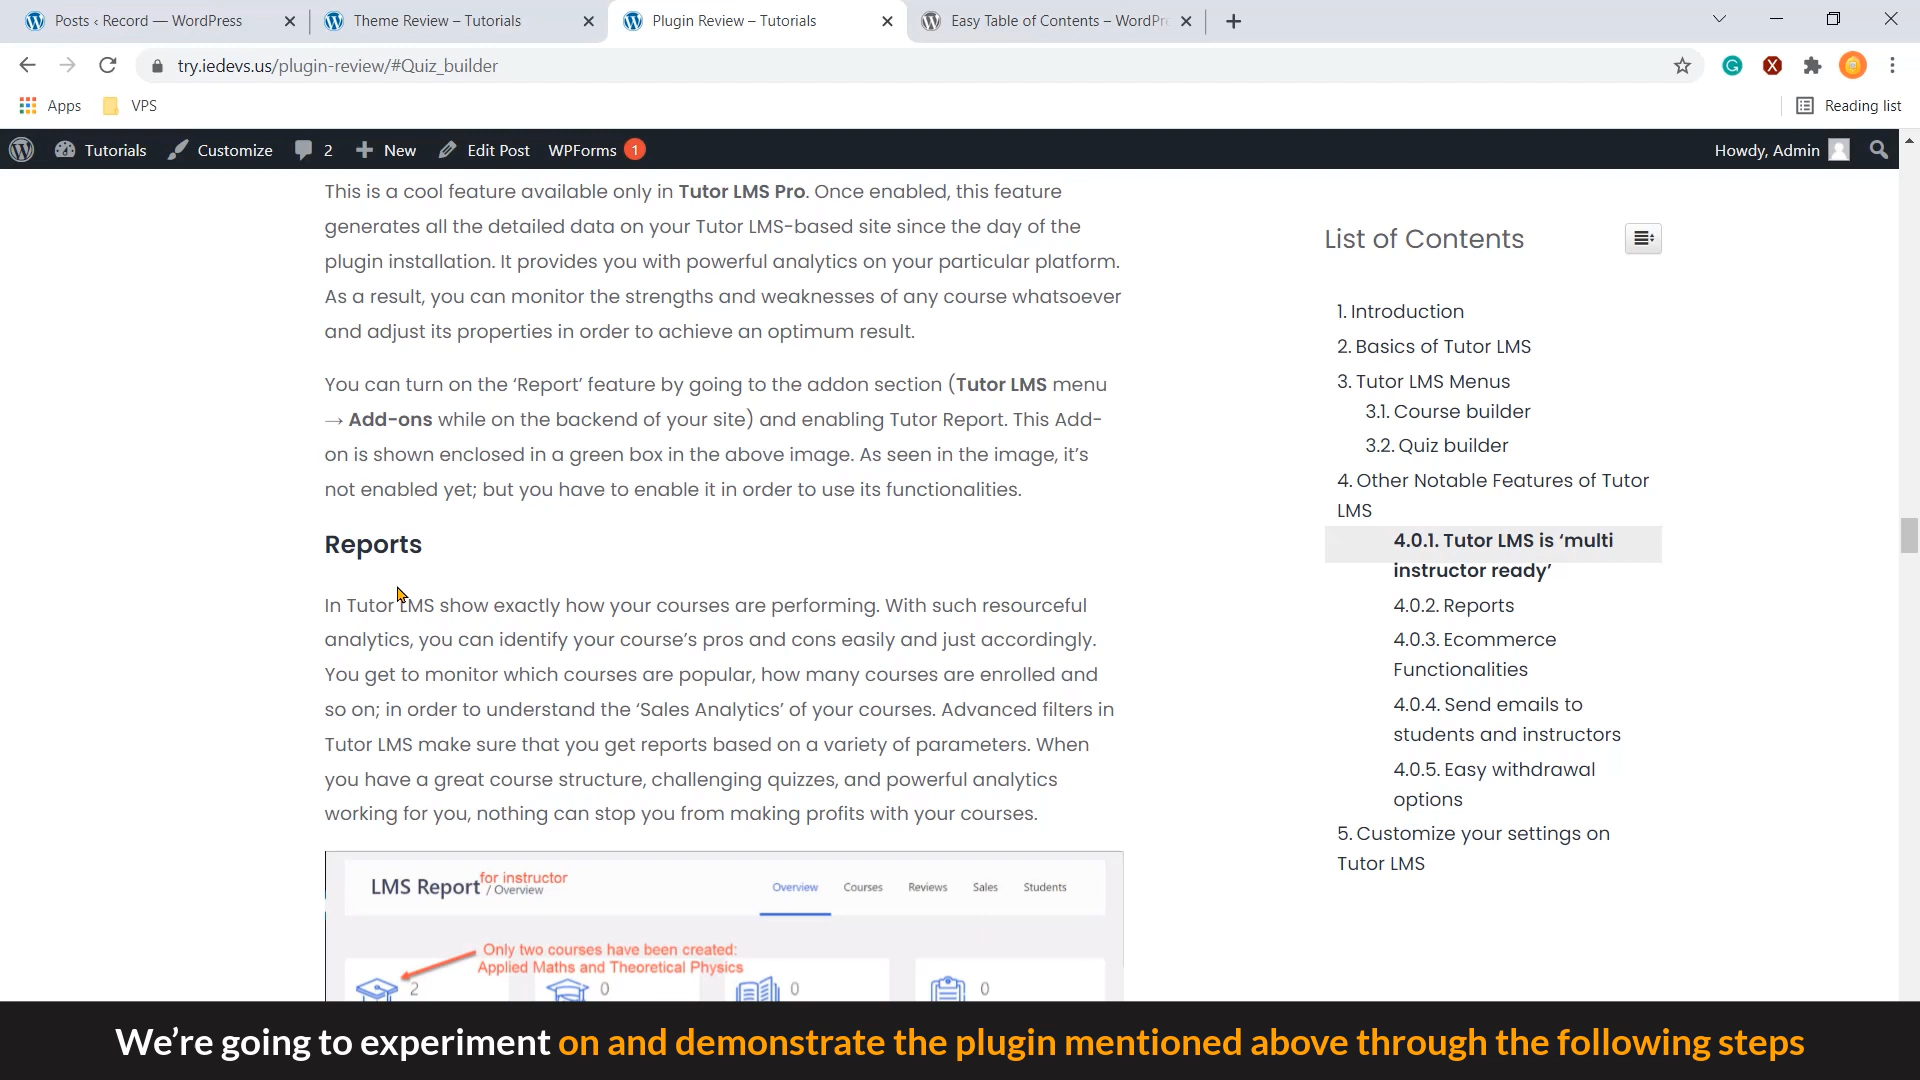 Posts ‹ Record — WordPress
Theme Review – Tutorials
Plugin Review – Tutorials
Easy Table of Contents – WordPr
try.iedevs.us/plugin-review/#Quiz_builder
Apps
VPS
Reading list
Tutorials
Customize
2
New
Edit Post
WPForms 1
Howdy, Admin
This is a cool feature available only in Tutor LMS Pro. Once enabled, this feature
generates all the detailed data on your Tutor LMS-based site since the day of the
plugin installation. It provides you with powerful analytics on your particular platform.
As a result, you can monitor the strengths and weaknesses of any course whatsoever
and adjust its properties in order to achieve an optimum result.
You can turn on the ‘Report’ feature by going to the addon section (Tutor LMS menu
→ Add-ons while on the backend of your site) and enabling Tutor Report. This Add-
on is shown enclosed in a green box in the above image. As seen in the image, it’s
not enabled yet; but you have to enable it in order to use its functionalities.
Reports
In Tutor LMS show exactly how your courses are performing. With such resourceful
analytics, you can identify your course’s pros and cons easily and just accordingly.
You get to monitor which courses are popular, how many courses are enrolled and
so on; in order to understand the ‘Sales Analytics’ of your courses. Advanced filters in
Tutor LMS make sure that you get reports based on a variety of parameters. When
you have a great course structure, challenging quizzes, and powerful analytics
working for you, nothing can stop you from making profits with your courses.
LMS Report / Overview
for instructor
Overview
Courses
Reviews
Sales
Students
Only two courses have been created:
Applied Maths and Theoretical Physics
2
0
0
0
List of Contents
1. Introduction
2. Basics of Tutor LMS
3. Tutor LMS Menus
3.1. Course builder
3.2. Quiz builder
4. Other Notable Features of Tutor
LMS
4.0.1. Tutor LMS is ‘multi
instructor ready’
4.0.2. Reports
4.0.3. Ecommerce
Functionalities
4.0.4. Send emails to
students and instructors
4.0.5. Easy withdrawal
options
5. Customize your settings on
Tutor LMS
We’re going to experiment on and demonstrate the plugin mentioned above through the following steps